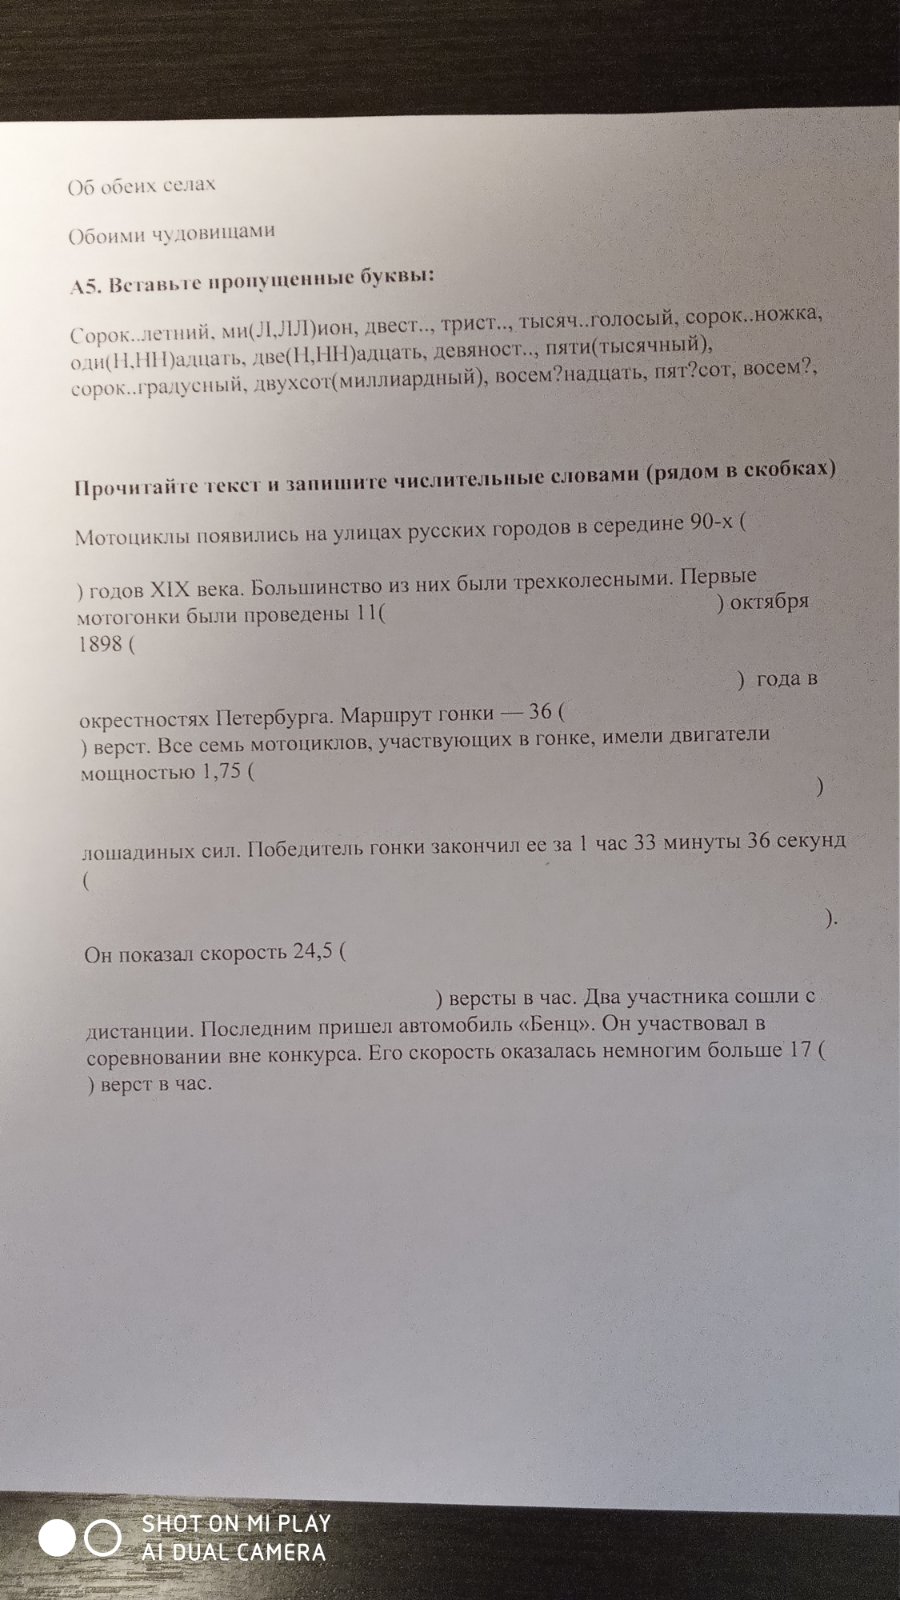 Об обеих селах
Обоими чудовищами
А5. Вставьте пропущенные буквы:
Сорок..летний, ми(Л,ЛЛ)ион, двест.., трист.., тысяч..голосый, сорок..ножка,
оди(Н,НН)адцать, две(Н,НН)адцать, девяност.., пяти(тысячный),
сорок..градусный, двухсот(миллиардный), восем?надцать, пят?сот, восем?,
Прочитайте текст и запишите числительные словами (рядом в скобках)
Мотоциклы появились на улицах русских городов в середине 90-х (
) годов XIX века. Большинство из них были трехколесными. Первые
мотогонки были проведены 11( ) октября
1898 (
) года в
окрестностях Петербурга. Маршрут гонки — 36 (
) верст. Все семь мотоциклов, участвующих в гонке, имели двигатели
мощностью 1,75 (
)
лошадиных сил. Победитель гонки закончил ее за 1 час 33 минуты 36 секунд
(
).
Он показал скорость 24,5 (
) версты в час. Два участника сошли с
дистанции. Последним пришел автомобиль «Бенц». Он участвовал в
соревновании вне конкурса. Его скорость оказалась немногим больше 17 (
) верст в час.
SHOT ON MI PLAY
AI DUAL CAMERA